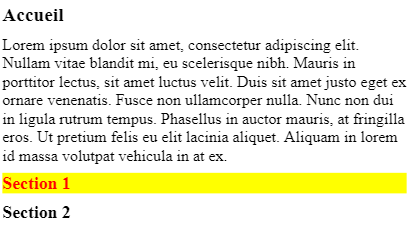 Accueil
Lorem ipsum dolor sit amet, consectetur adipiscing elit.
Nullam vitae blandit mi, eu scelerisque nibh. Mauris in
porttitor lectus, sit amet luctus velit. Duis sit amet justo eget ex
ornare venenatis. Fusce non ullamcorper nulla. Nunc non dui
in ligula rutrum tempus. Phasellus in auctor mauris, at fringilla
eros. Ut pretium felis eu elit lacinia aliquet. Aliquam in lorem
id massa volutpat vehicula in at ex.
Section 1
Section 2